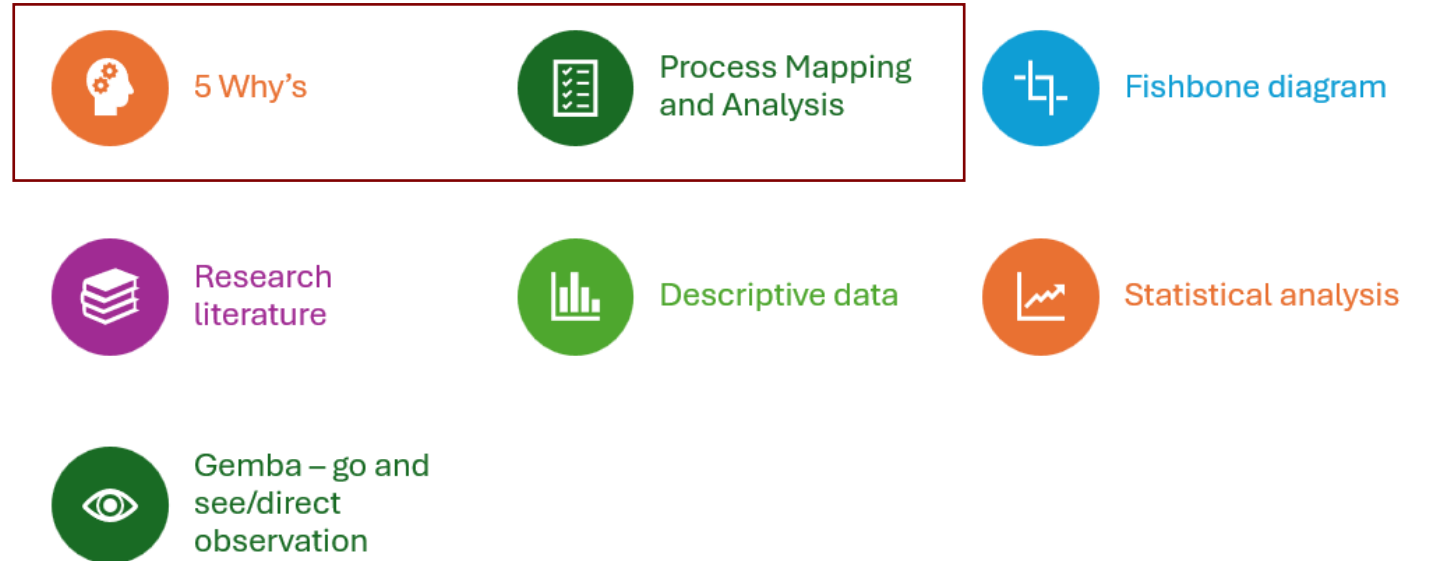 5 Why's
Process Mapping
and Analysis
Fishbone diagram
Research
literature
Descriptive data
Statistical analysis
Gemba – go and
see/direct
observation